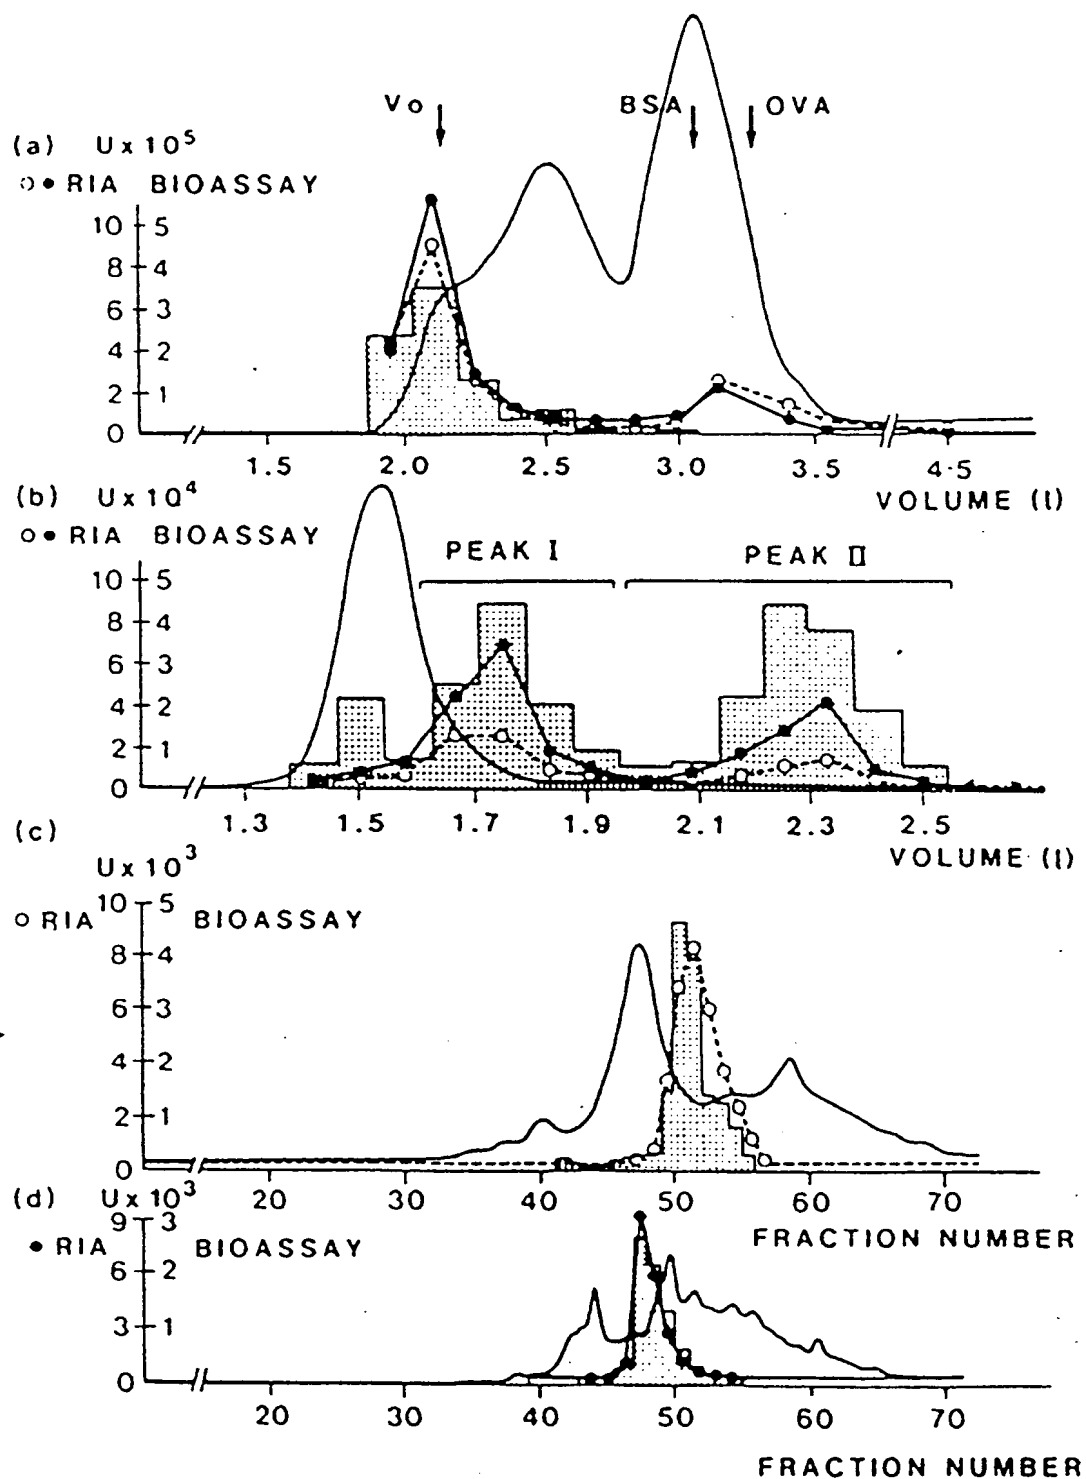 Vo BSA OVA
(a) U x 10⁵
○ ● RIA BIOASSAY
10 5
8 4
6 3
4 2
2 1
0
1.5 2.0 2.5 3.0 3.5 4.5
VOLUME (l)
(b) U x 10⁴
○ ● RIA BIOASSAY
PEAK I PEAK II
10 5
8 4
6 3
4 2
2 1
0
1.3 1.5 1.7 1.9 2.1 2.3 2.5
VOLUME (l)
(c)
U x 10³
10 5
○ RIA BIOASSAY
8 4
6 3
4 2
2 1
0
20 30 40 50 60 70
FRACTION NUMBER
(d) U x 10³
9 3
● RIA BIOASSAY
6 2
3 1
0
20 30 40 50 60 70
FRACTION NUMBER